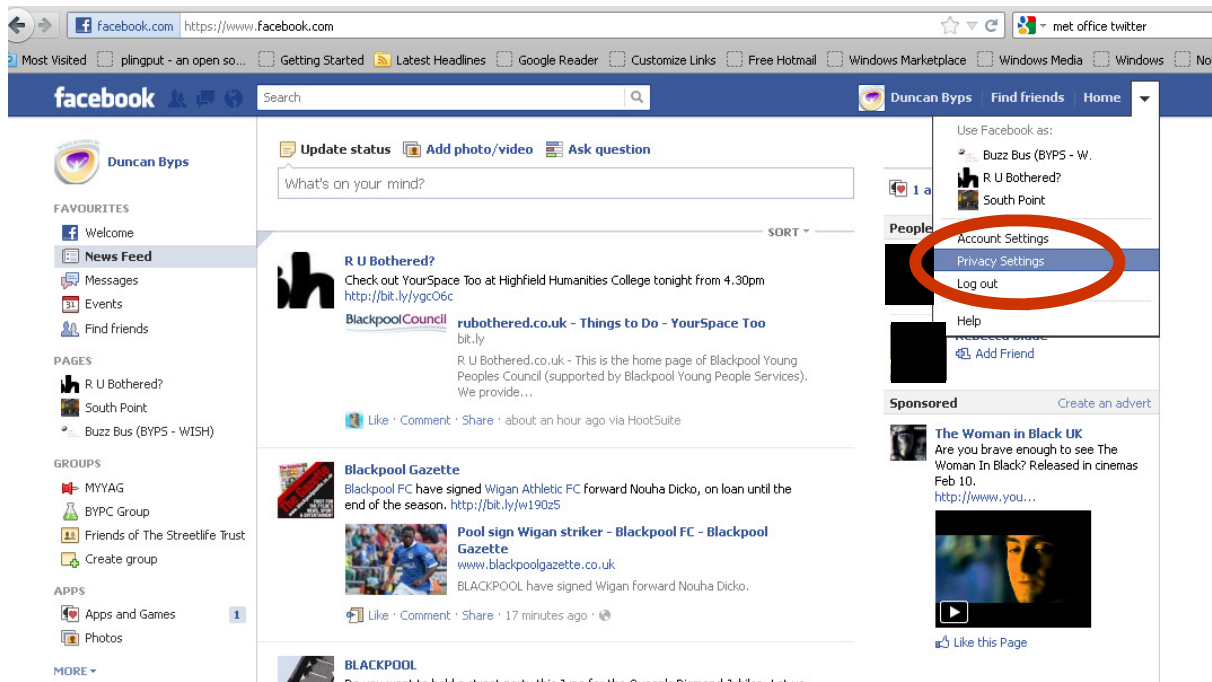 facebook.com https://www.facebook.com
met office twitter
Most Visited plingput - an open so... Getting Started Latest Headlines Google Reader Customize Links Free Hotmail Windows Marketplace Windows Media Windows No
facebook Search Duncan Byps Find friends Home
Duncan Byps
FAVOURITES
Welcome
News Feed
Messages
Events
Find friends
PAGES
R U Bothered?
South Point
Buzz Bus (BYPS - WISH)
GROUPS
MYYAG
BYPC Group
Friends of The Streetlife Trust
Create group
APPS
Apps and Games 1
Photos
MORE
Update status Add photo/video Ask question
What's on your mind?
SORT
R U Bothered?
Check out YourSpace Too at Highfield Humanities College tonight from 4.30pm
http://bit.ly/ygcO6c
BlackpoolCouncil
rubothered.co.uk - Things to Do - YourSpace Too
bit.ly
R U Bothered.co.uk - This is the home page of Blackpool Young
Peoples Council (supported by Blackpool Young People Services).
We provide...
Like · Comment · Share · about an hour ago via HootSuite
Blackpool Gazette
Blackpool FC have signed Wigan Athletic FC forward Nouha Dicko, on loan until the
end of the season. http://bit.ly/w190z5
Pool sign Wigan striker - Blackpool FC - Blackpool
Gazette
www.blackpoolgazette.co.uk
BLACKPOOL have signed Wigan forward Nouha Dicko.
Like · Comment · Share · 17 minutes ago ·
BLACKPOOL
Use Facebook as:
Buzz Bus (BYPS - W.
R U Bothered?
South Point
Account Settings
Privacy Settings
Log out
Help
1 a
People
Add Friend
Sponsored Create an advert
The Woman in Black UK
Are you brave enough to see The
Woman In Black? Released in cinemas
Feb 10.
http://www.you...
Like this Page